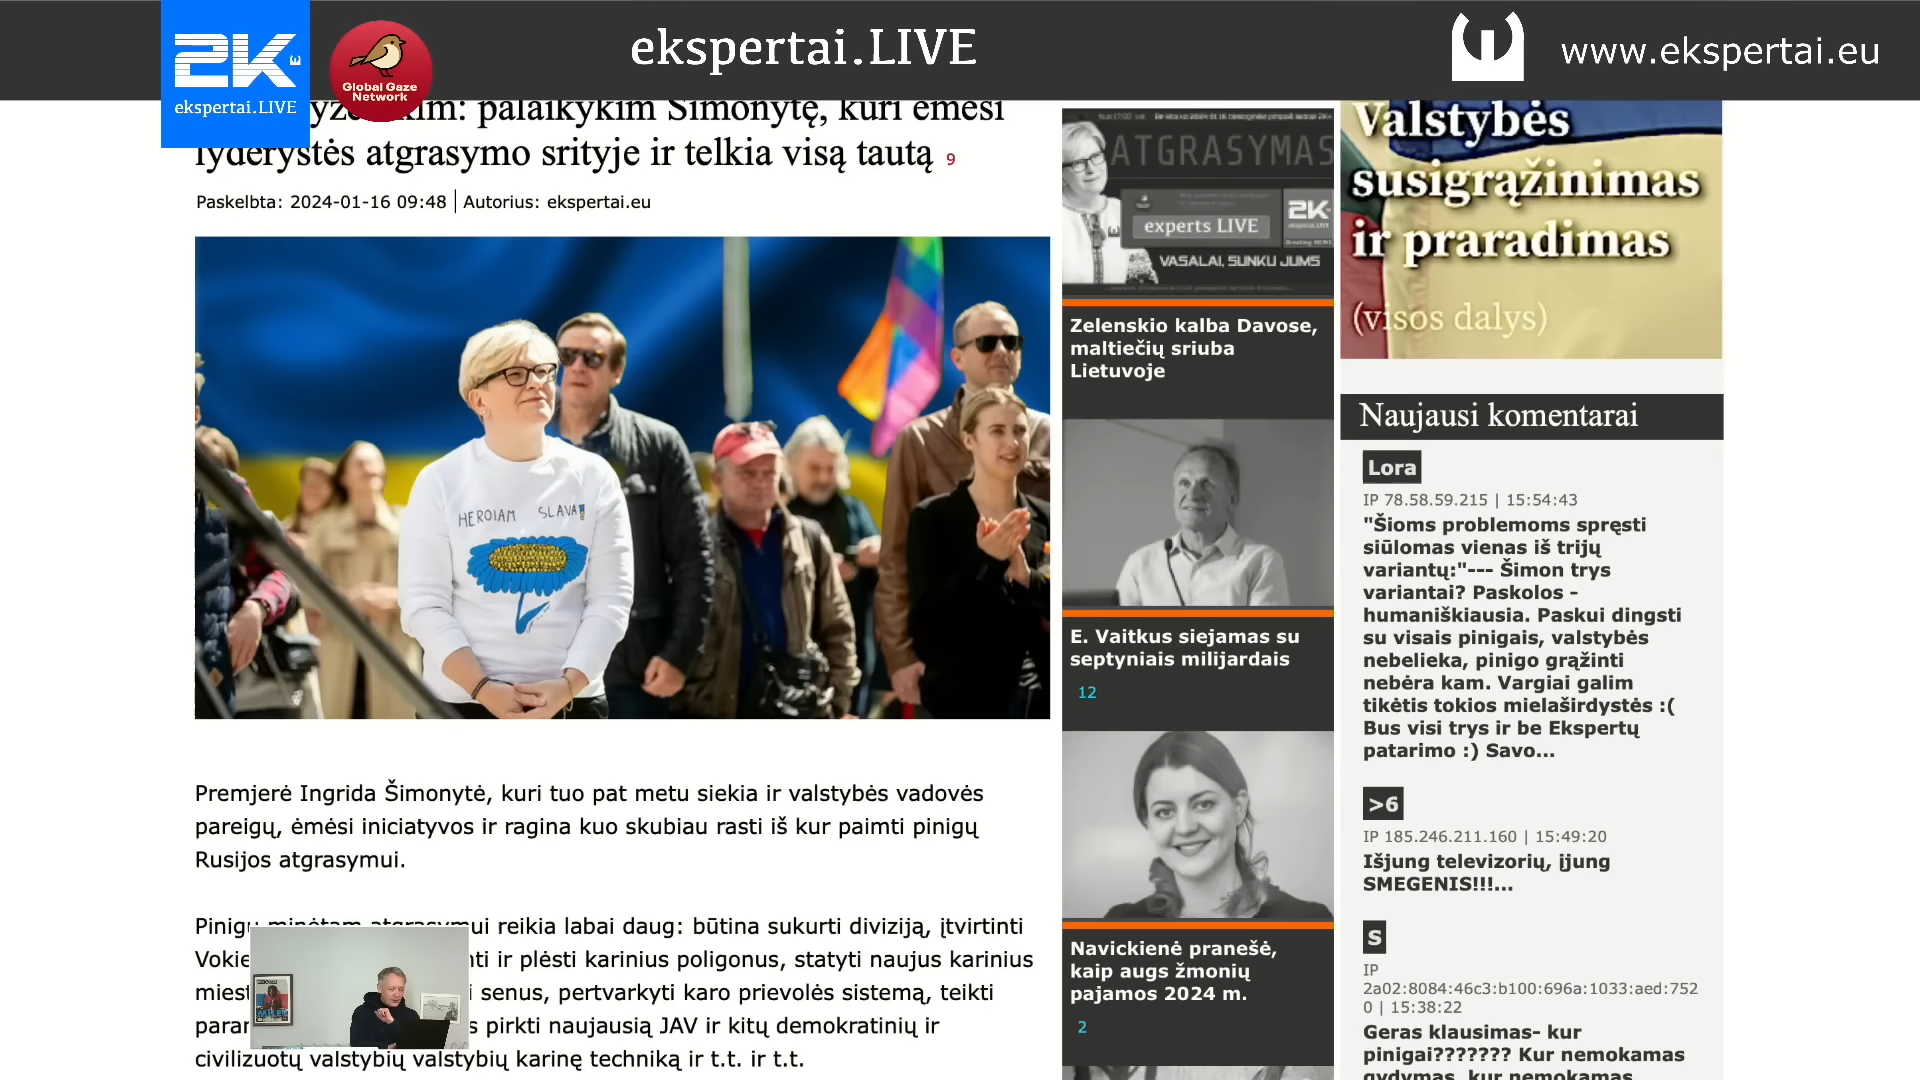 2K
ekspertai.LIVE
Global Gaze
Network
ekspertai.LIVE
www.ekspertai.eu
palaikykim Šimonytę, kuri ėmėsi
lyderystės atgrasymo srityje ir telkia visą tautą 9
Paskelbta: 2024-01-16 09:48 | Autorius: ekspertai.eu
HEROIAM SLAVA!
Premjerė Ingrida Šimonytė, kuri tuo pat metu siekia ir valstybės vadovės
pareigų, ėmėsi iniciatyvos ir ragina kuo skubiau rasti iš kur paimti pinigų
Rusijos atgrasymui.
Pinigų minėtam atgrasymui reikia labai daug: būtina sukurti diviziją, įtvirtinti
ir plėsti karinius poligonus, statyti naujus karinius
senus, pertvarkyti karo prievolės sistemą, teikti
pirkti naujausią JAV ir kitų demokratinių ir
civilizuotų valstybių valstybių karinę techniką ir t.t. ir t.t.
ATGRASYMAS
experts LIVE
2K
VASALAI, SUNKU JUMS
Zelenskio kalba Davose,
maltiečių sriuba
Lietuvoje
E. Vaitkus siejamas su
septyniais milijardais
12
Navickienė pranešė,
kaip augs žmonių
pajamos 2024 m.
2
Valstybės
susigrąžinimas
ir praradimas
(visos dalys)
Naujausi komentarai
Lora
IP 78.58.59.215 | 15:54:43
"Šioms problemoms spręsti
siūlomas vienas iš trijų
variantų:"--- Šimon trys
variantai? Paskolos -
humaniškiausia. Paskui dingsti
su visais pinigais, valstybės
nebelieka, pinigo grąžinti
nebėra kam. Vargiai galim
tikėtis tokios mielaširdystės :(
Bus visi trys ir be Ekspertų
patarimo :) Savo...
>6
IP 185.246.211.160 | 15:49:20
Išjung televizorių, įjung
SMEGENIS!!!...
S
IP
2a02:8084:46c3:b100:696a:1033:aed:752
0 | 15:38:22
Geras klausimas- kur
pinigai??????? Kur nemokamas
gydymas, kur nemokamas